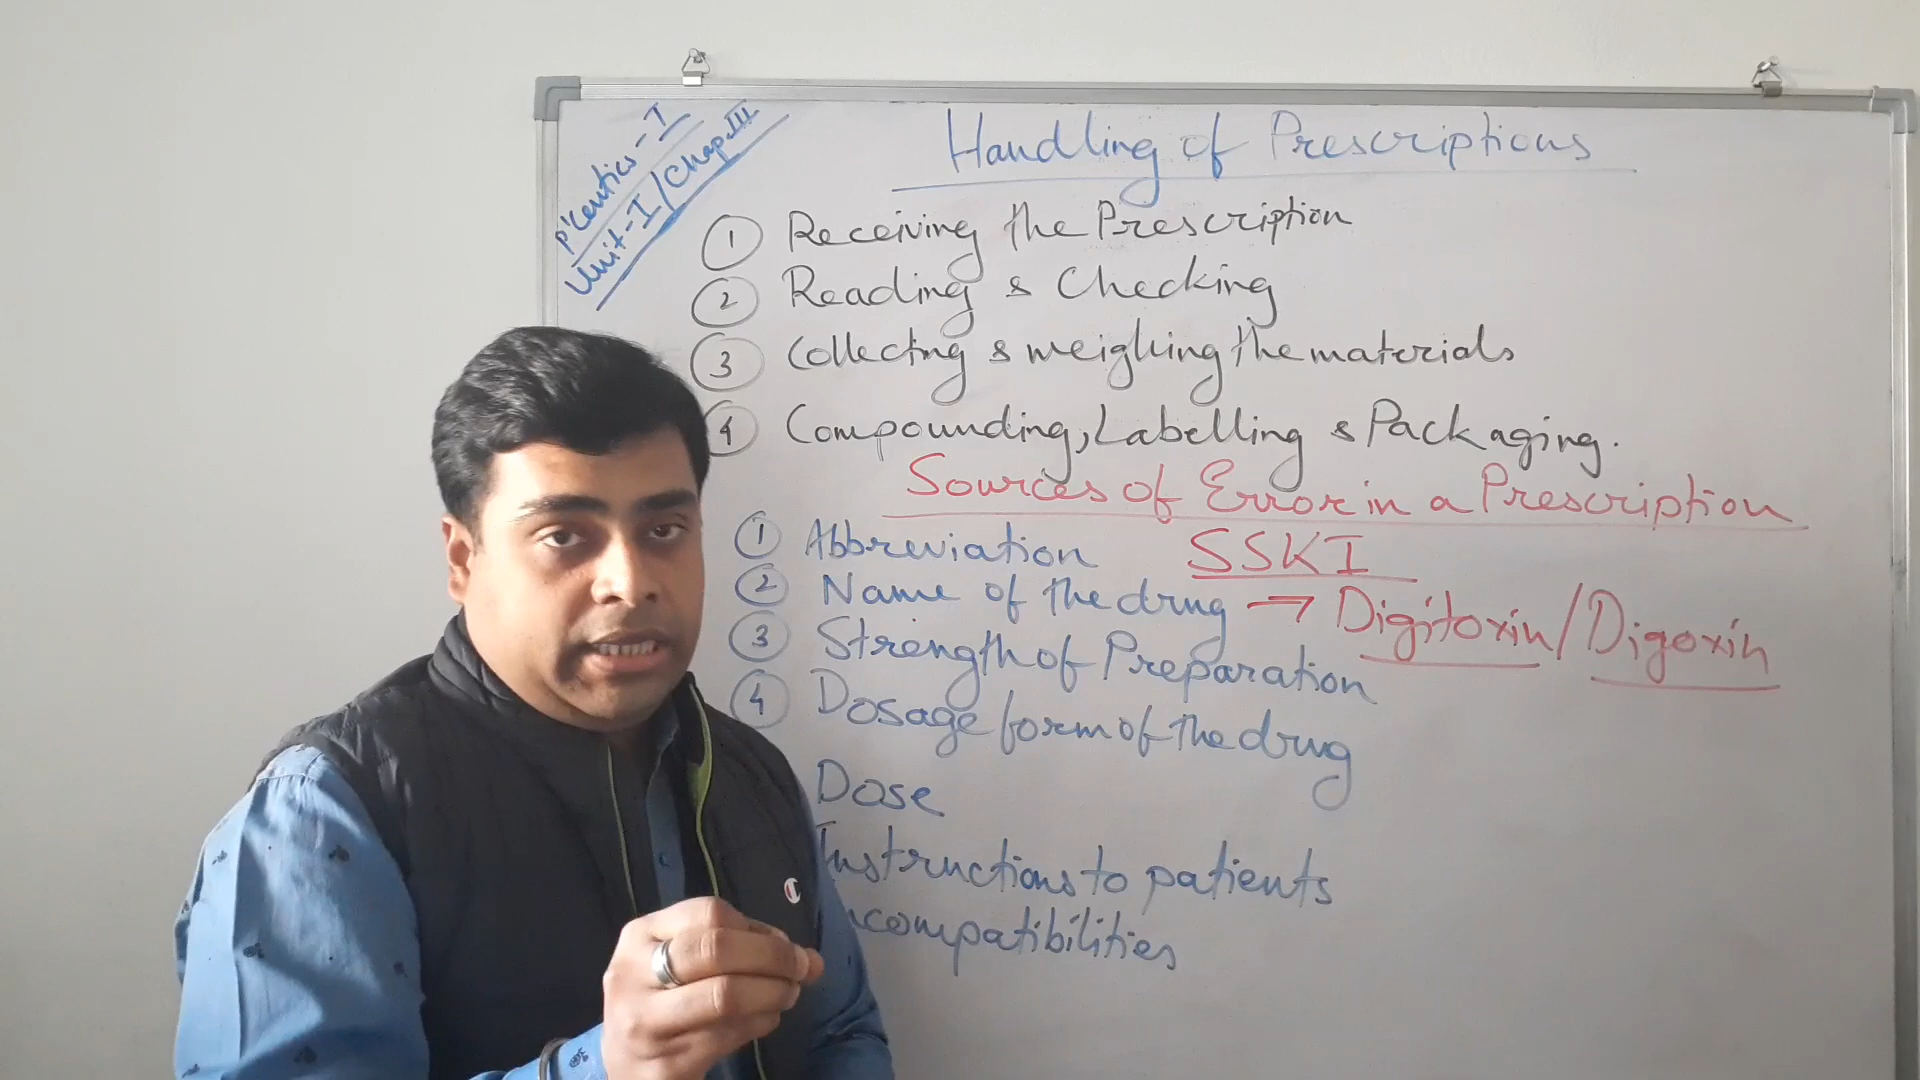 P'Ceutics-I
Unit-I/Chap.III
Handling of Prescriptions
1 Receiving the Prescription
2 Reading & Checking
3 Collectng & weighing the materials
4 Compounding, Labelling & Packaging.
Sources of Error in a Prescription
1 Abbreviation SSKI
2 Name of the drug → Digitoxin/Digoxin
3 Strength of Preparation
4 Dosage form of the drug
Dose
Instructions to patients
ncompatibilities